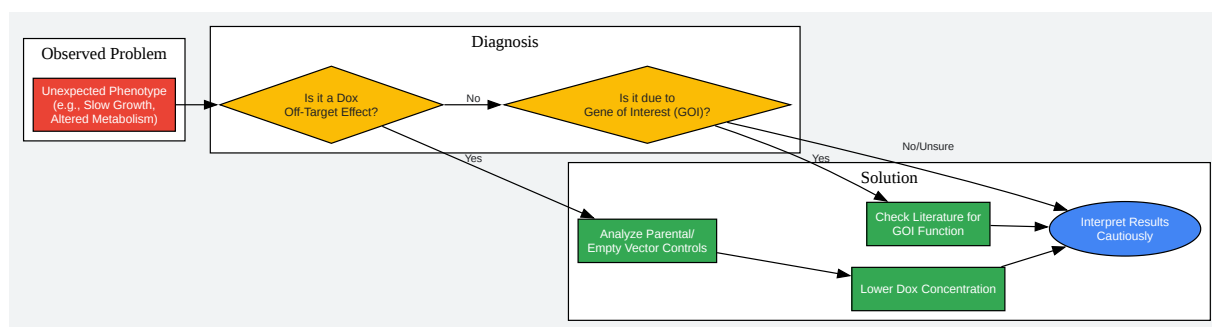 Observed Problem
Unexpected Phenotype
(e.g., Slow Growth,
Altered Metabolism)
Diagnosis
Is it a Dox
Off-Target Effect?
No
Is it due to
Gene of Interest (GOI)?
Yes
Yes
No/Unsure
Solution
Analyze Parental/
Empty Vector Controls
Check Literature for
GOI Function
Lower Dox Concentration
Interpret Results
Cautiously